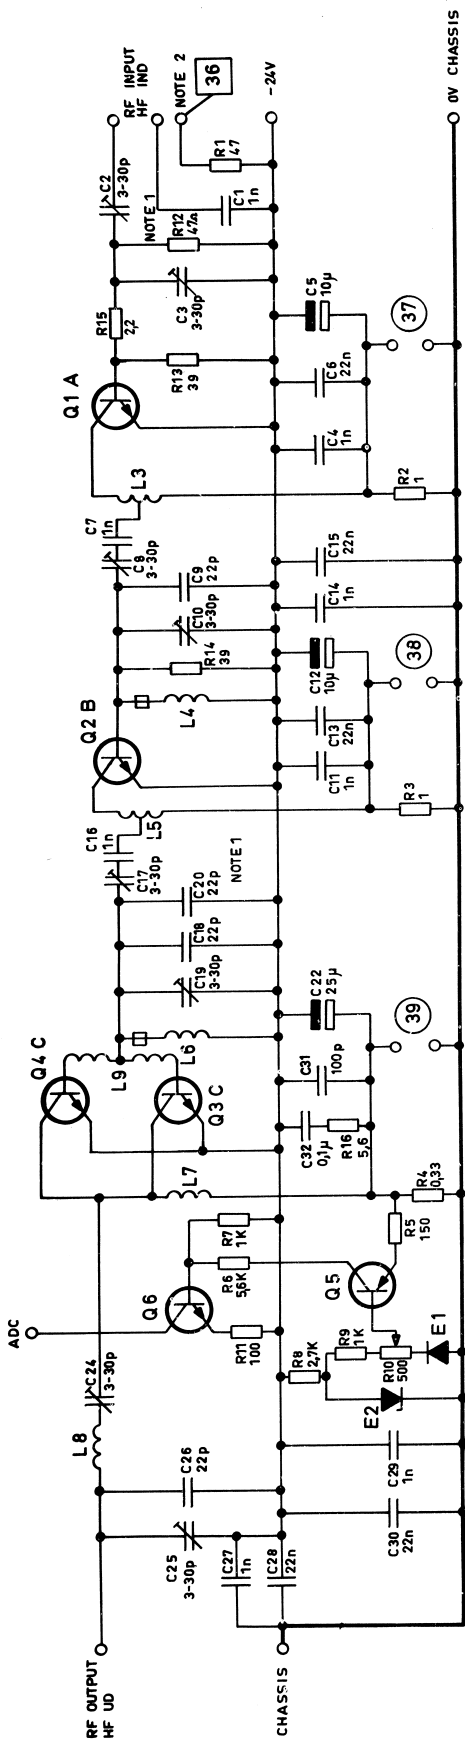 RF OUTPUT
HF UD
CHASSIS
ADC
L8
C24
3-30p
C25
3-30p
C26
22p
C27
1n
C28
22n
C30
22n
C29
1n
E2
E1
R8
2,7K
R9
1K
R10
500
R11
100
Q6
R6
5,6K
R7
1K
Q5
R5
150
R4
0,33
L7
Q4 C
Q3 C
L9
L6
C32
0,1µ
R16
5,6
C31
100p
C22
25µ
39
C19
3-30p
C18
22p
C20
22p
NOTE 1
C17
3-30p
C16
1n
L5
Q2 B
L4
R14
39
C10
3-30p
C9
22p
C11
1n
C13
22n
C12
10µ
38
R3
1
C14
1n
C15
22n
C8
3-30p
C7
1n
L3
Q1 A
R13
39
R15
2,2
C3
3-30p
R12
47Ω
NOTE 1
C2
3-30p
C1
1n
R1
47
C4
1n
C6
22n
C5
10µ
37
R2
1
RF INPUT
HF IND
NOTE 2
36
-24V
0V CHASSIS